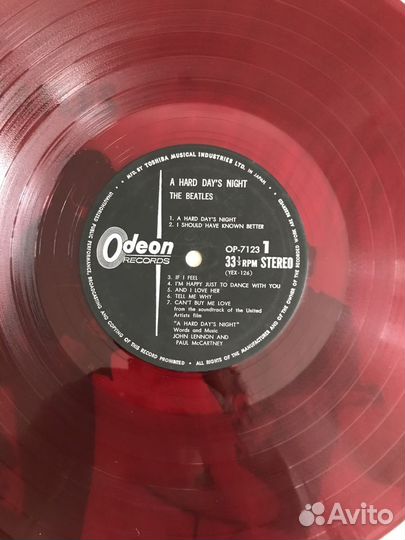 MFG. BY TOSHIBA MUSICAL INDUSTRIES LTD.
A HARD DAY'S NIGHT
THE BEATLES
1. A HARD DAY'S NIGHT
2. I SHOULD HAVE KNOWN BETTER
Odeon
RECORDS
OP-7123 1
33⅓ RPM STEREO
(YEX-126)
3. IF I FEEL
4. I'M HAPPY JUST TO DANCE WITH YOU
5. AND I LOVE HER
6. TELL ME WHY
7. CAN'T BUY ME LOVE
from the soundtrack of the United
Artists film
"A HARD DAY'S NIGHT"
Words and Music
JOHN LENNON AND
PAUL McCARTNEY
UNAUTHORIZED PUBLIC PERFORMANCE, BROADCASTING AND COPYING OF THIS RECORD PROHIBITED • ALL RIGHTS OF THE MANUFACTURER AND OF THE OWNER OF THE RECORDED WORK ARE RESERVED
Avito